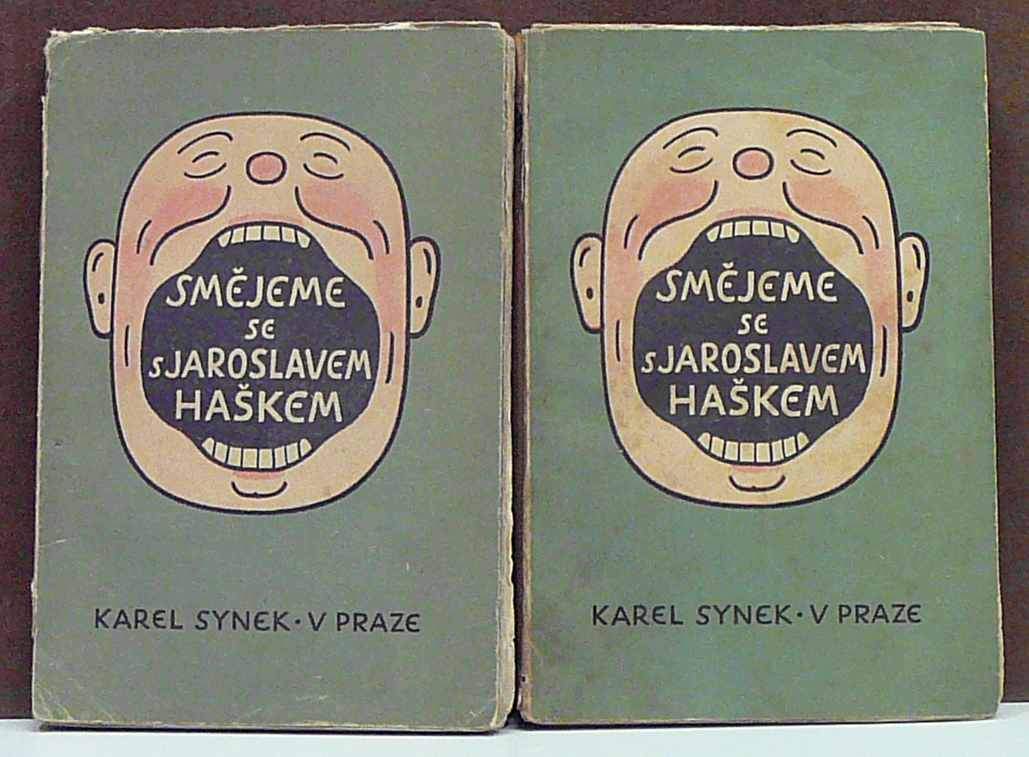 SMĚJEME
SE
S JAROSLAVEM
HAŠKEM
KAREL SYNEK · V PRAZE
SMĚJEME
SE
S JAROSLAVEM
HAŠKEM
KAREL SYNEK · V PRAZE